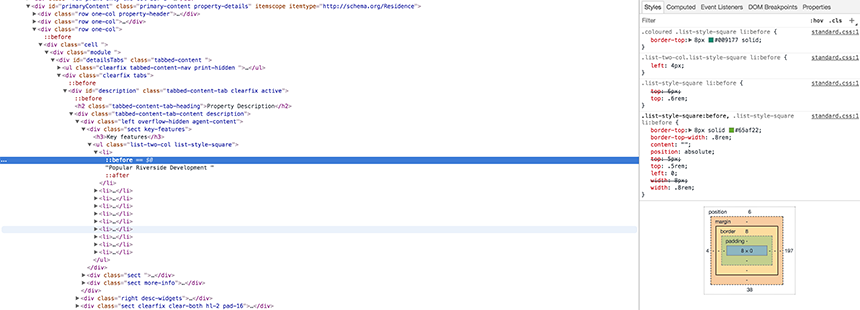 ▼<div id="primaryContent" class="primary-content property-details" itemscope itemtype="http://schema.org/Residence">
▶<div class="row one-col property-header">…</div>
▶<div class="row one-col">…</div>
▼<div class="row one-col">
::before
▼<div class="cell ">
▼<div class="module ">
▼<div id="detailsTabs" class="tabbed-content ">
▶<ul class="clearfix tabbed-content-nav print-hidden ">…</ul>
▼<div class="clearfix tabs">
::before
▼<div id="description" class="tabbed-content-tab clearfix active">
::before
<h2 class="tabbed-content-tab-heading">Property Description</h2>
▼<div class="tabbed-content-tab-content description">
▼<div class="left overflow-hidden agent-content">
▼<div class="sect key-features">
<h3>Key features</h3>
▼<ul class="list-two-col list-style-square">
▼<li>
... ::before == $0
"Popular Riverside Development "
::after
</li>
▶<li>…</li>
▶<li>…</li>
▶<li>…</li>
▶<li>…</li>
▶<li>…</li>
▶<li>…</li>
▶<li>…</li>
▶<li>…</li>
▶<li>…</li>
</ul>
</div>
▶<div class="sect ">…</div>
▶<div class="sect more-info">…</div>
</div>
▶<div class="right desc-widgets">…</div>
▶<div class="sect clearfix clear-both hl-2 pad-16">…</div>
Styles Computed Event Listeners DOM Breakpoints Properties
Filter :hov .cls +
.coloured .list-square li:before { standard.css:1
border-top:▶8px #009177 solid;
}
.list-two-col.list-style-square li:before { standard.css:1
left: 4px;
}
.list-style-square li:before { standard.css:1
top: 6px;
top: .6rem;
}
.list-style-square:before, .list-style-square standard.css:1
li:before {
border-top:▶8px solid #65af22;
border-top-width: .8rem;
content: "";
position: absolute;
top: 5px;
top: .5rem;
left: 0;
width: 8px;
width: .8rem;
}
position 6
margin -
border 8
padding -
4 - - - 8 × 0 - - - 197
-
-
-
38